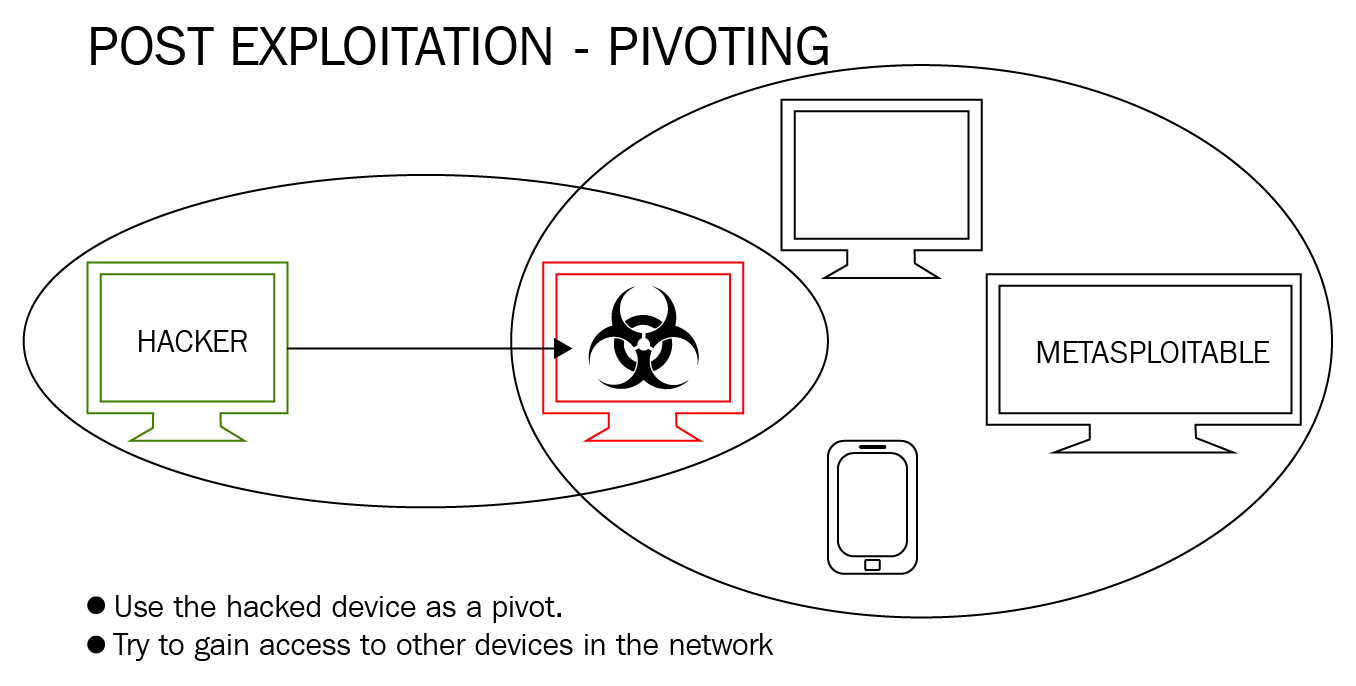 POST EXPLOITATION - PIVOTING
HACKER
METASPLOITABLE
● Use the hacked device as a pivot.
● Try to gain access to other devices in the network